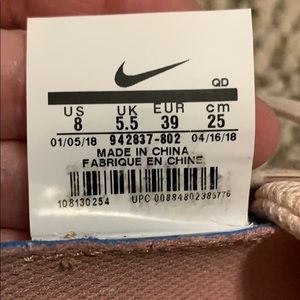 QD
US UK EUR cm
8 5.5 39 25
01/05/18 942837-802 04/16/18
MADE IN CHINA
FABRIQUE EN CHINE
108130254 UPC 00884802385776